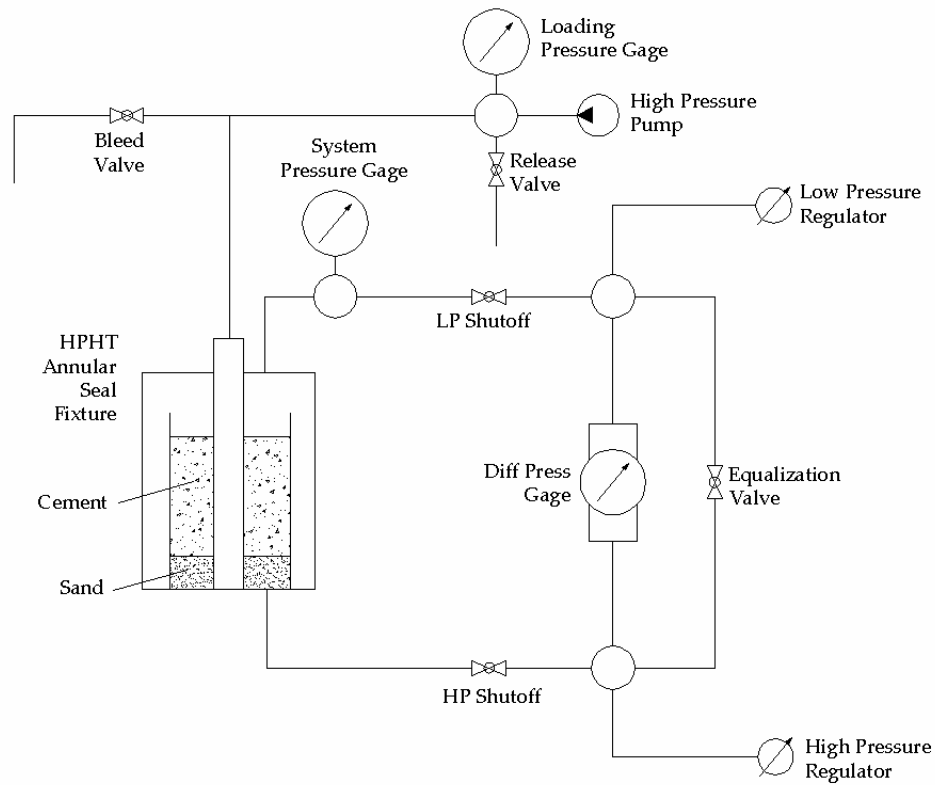 Loading
Pressure Gage
High Pressure
Pump
Bleed
Valve
System
Pressure Gage
Release
Valve
Low Pressure
Regulator
LP Shutoff
HPHT
Annular
Seal
Fixture
Diff Press
Gage
Equalization
Valve
Cement
Sand
HP Shutoff
High Pressure
Regulator